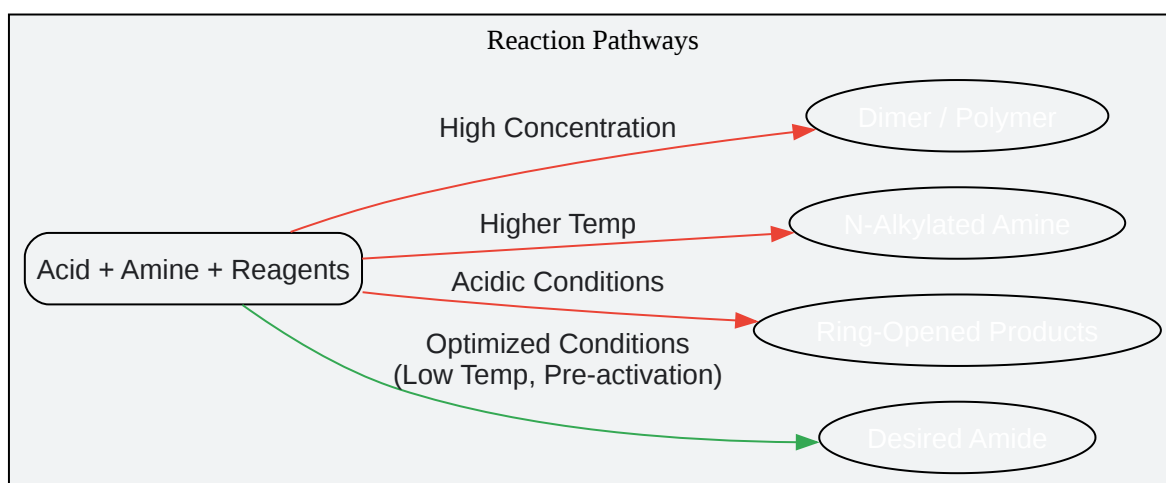 Reaction Pathways
High Concentration
Dimer / Polymer
Higher Temp
N-Alkylated Amine
Acid + Amine + Reagents
Acidic Conditions
Ring-Opened Products
Optimized Conditions
(Low Temp, Pre-activation)
Desired Amide